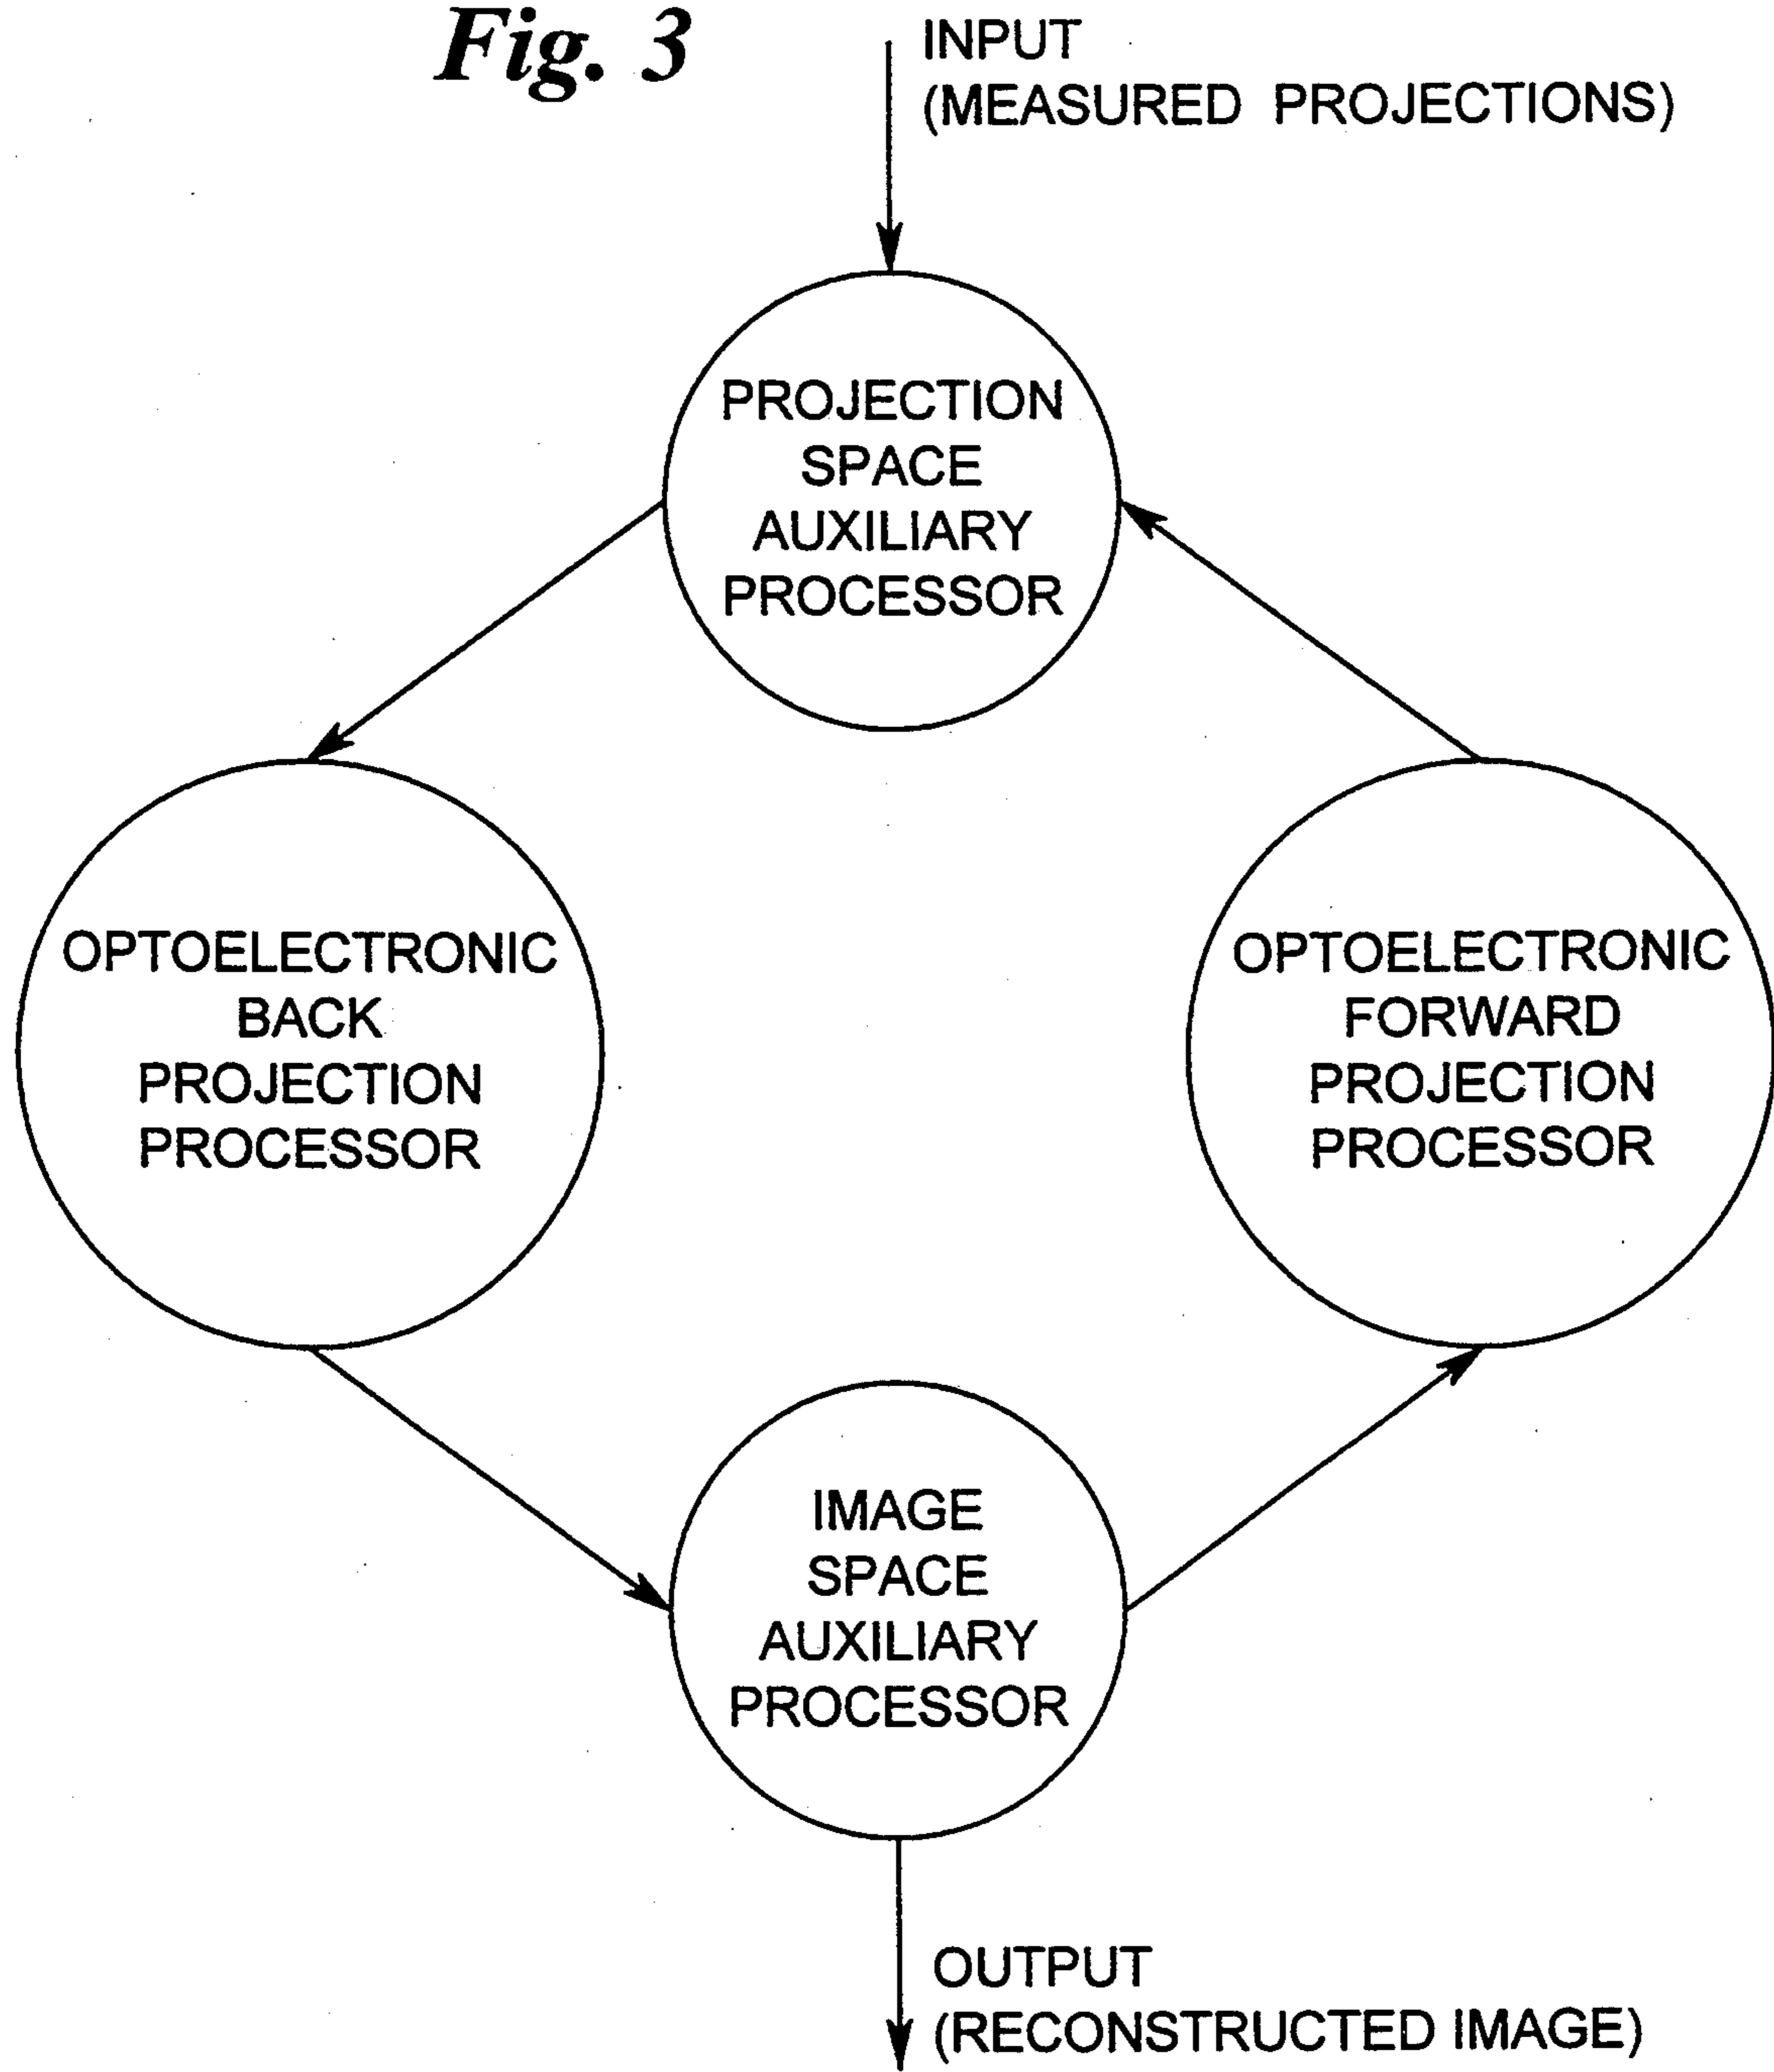 Fig. 3
INPUT
(MEASURED PROJECTIONS)
PROJECTION
SPACE
AUXILIARY
PROCESSOR
OPTOELECTRONIC
BACK
PROJECTION
PROCESSOR
OPTOELECTRONIC
FORWARD
PROJECTION
PROCESSOR
IMAGE
SPACE
AUXILIARY
PROCESSOR
OUTPUT
(RECONSTRUCTED IMAGE)